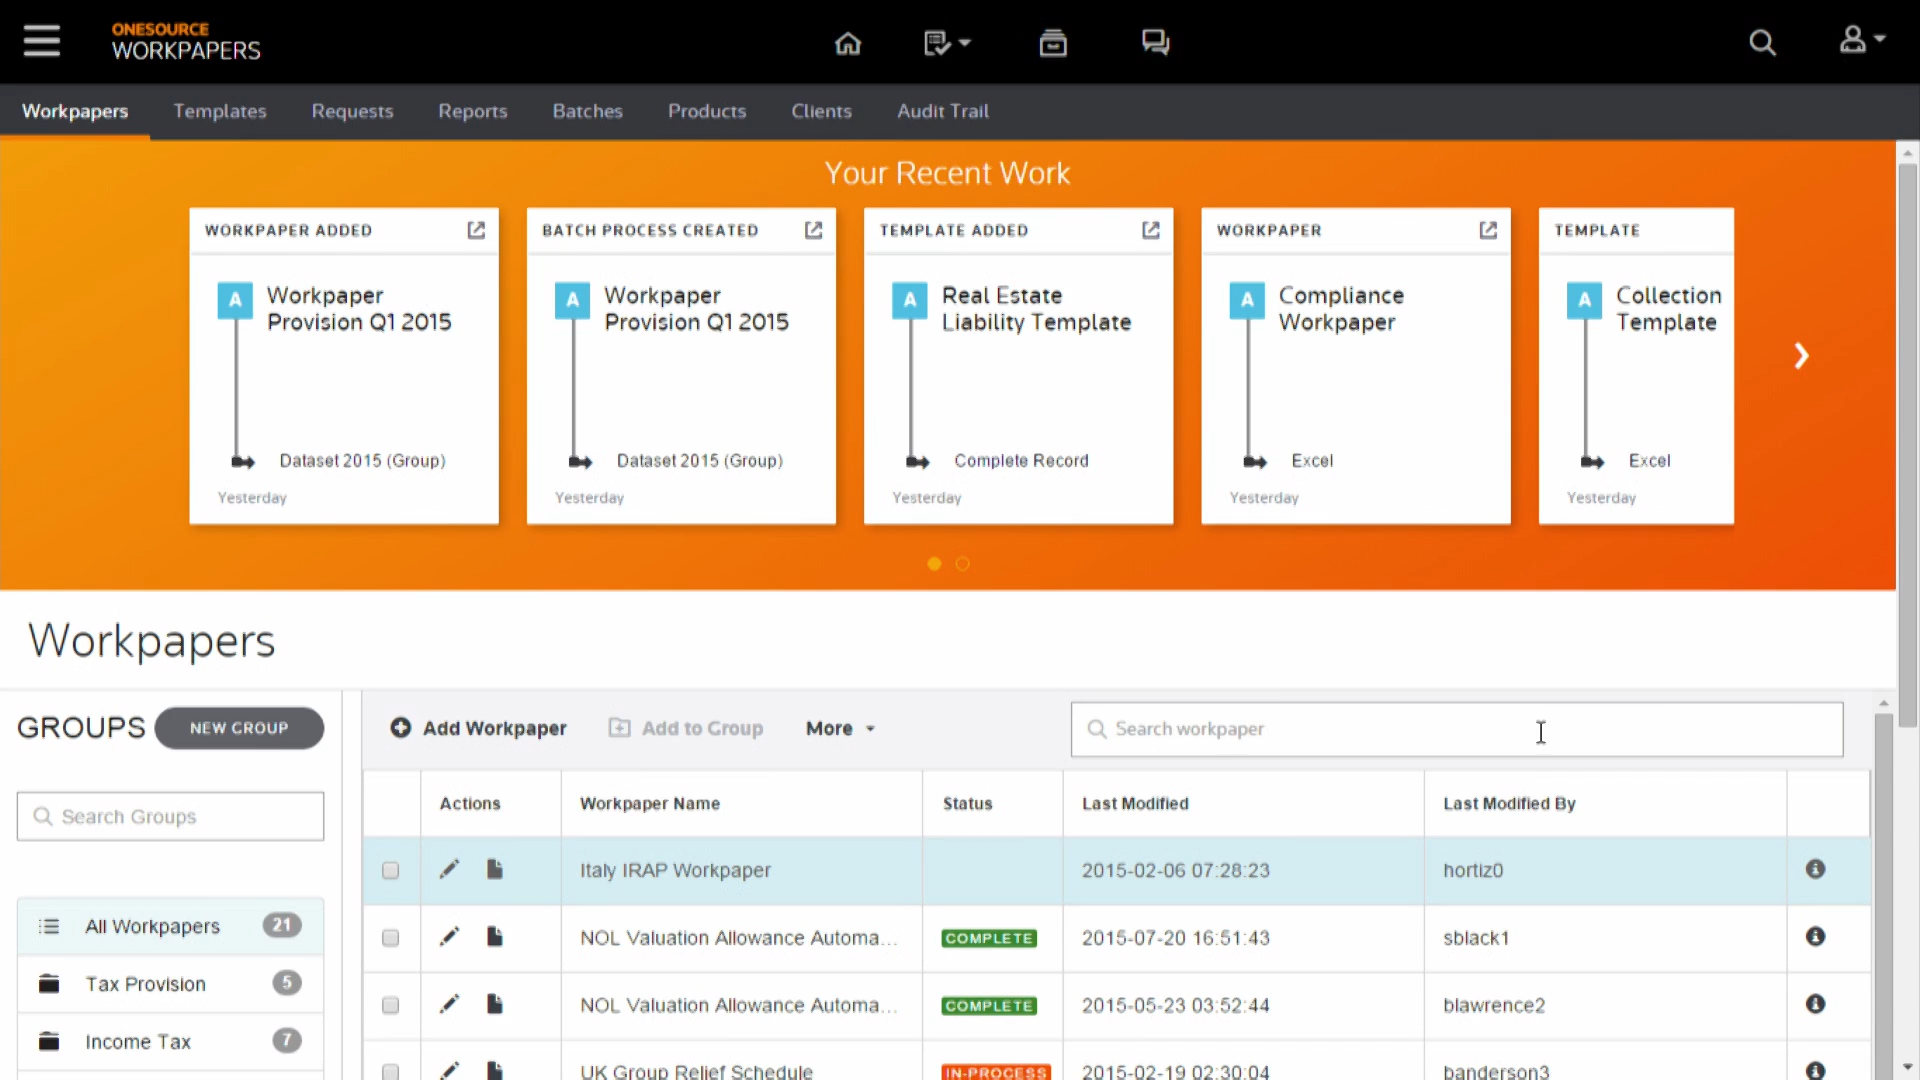 ONESOURCE
WORKPAPERS
Workpapers Templates Requests Reports Batches Products Clients Audit Trail
Your Recent Work
WORKPAPER ADDED
A Workpaper
Provision Q1 2015
Dataset 2015 (Group)
Yesterday
BATCH PROCESS CREATED
A Workpaper
Provision Q1 2015
Dataset 2015 (Group)
Yesterday
TEMPLATE ADDED
A Real Estate
Liability Template
Complete Record
Yesterday
WORKPAPER
A Compliance
Workpaper
Excel
Yesterday
TEMPLATE
A Collection
Template
Excel
Yesterday
Workpapers
GROUPS NEW GROUP
Search Groups
All Workpapers 21
Tax Provision 5
Income Tax 7
Add Workpaper Add to Group More Search workpaper
Actions Workpaper Name Status Last Modified Last Modified By
Italy IRAP Workpaper 2015-02-06 07:28:23 hortiz0
NOL Valuation Allowance Automa... COMPLETE 2015-07-20 16:51:43 sblack1
NOL Valuation Allowance Automa... COMPLETE 2015-05-23 03:52:44 blawrence2
UK Group Relief Schedule IN-PROCESS 2015-02-19 02:30:04 banderson3